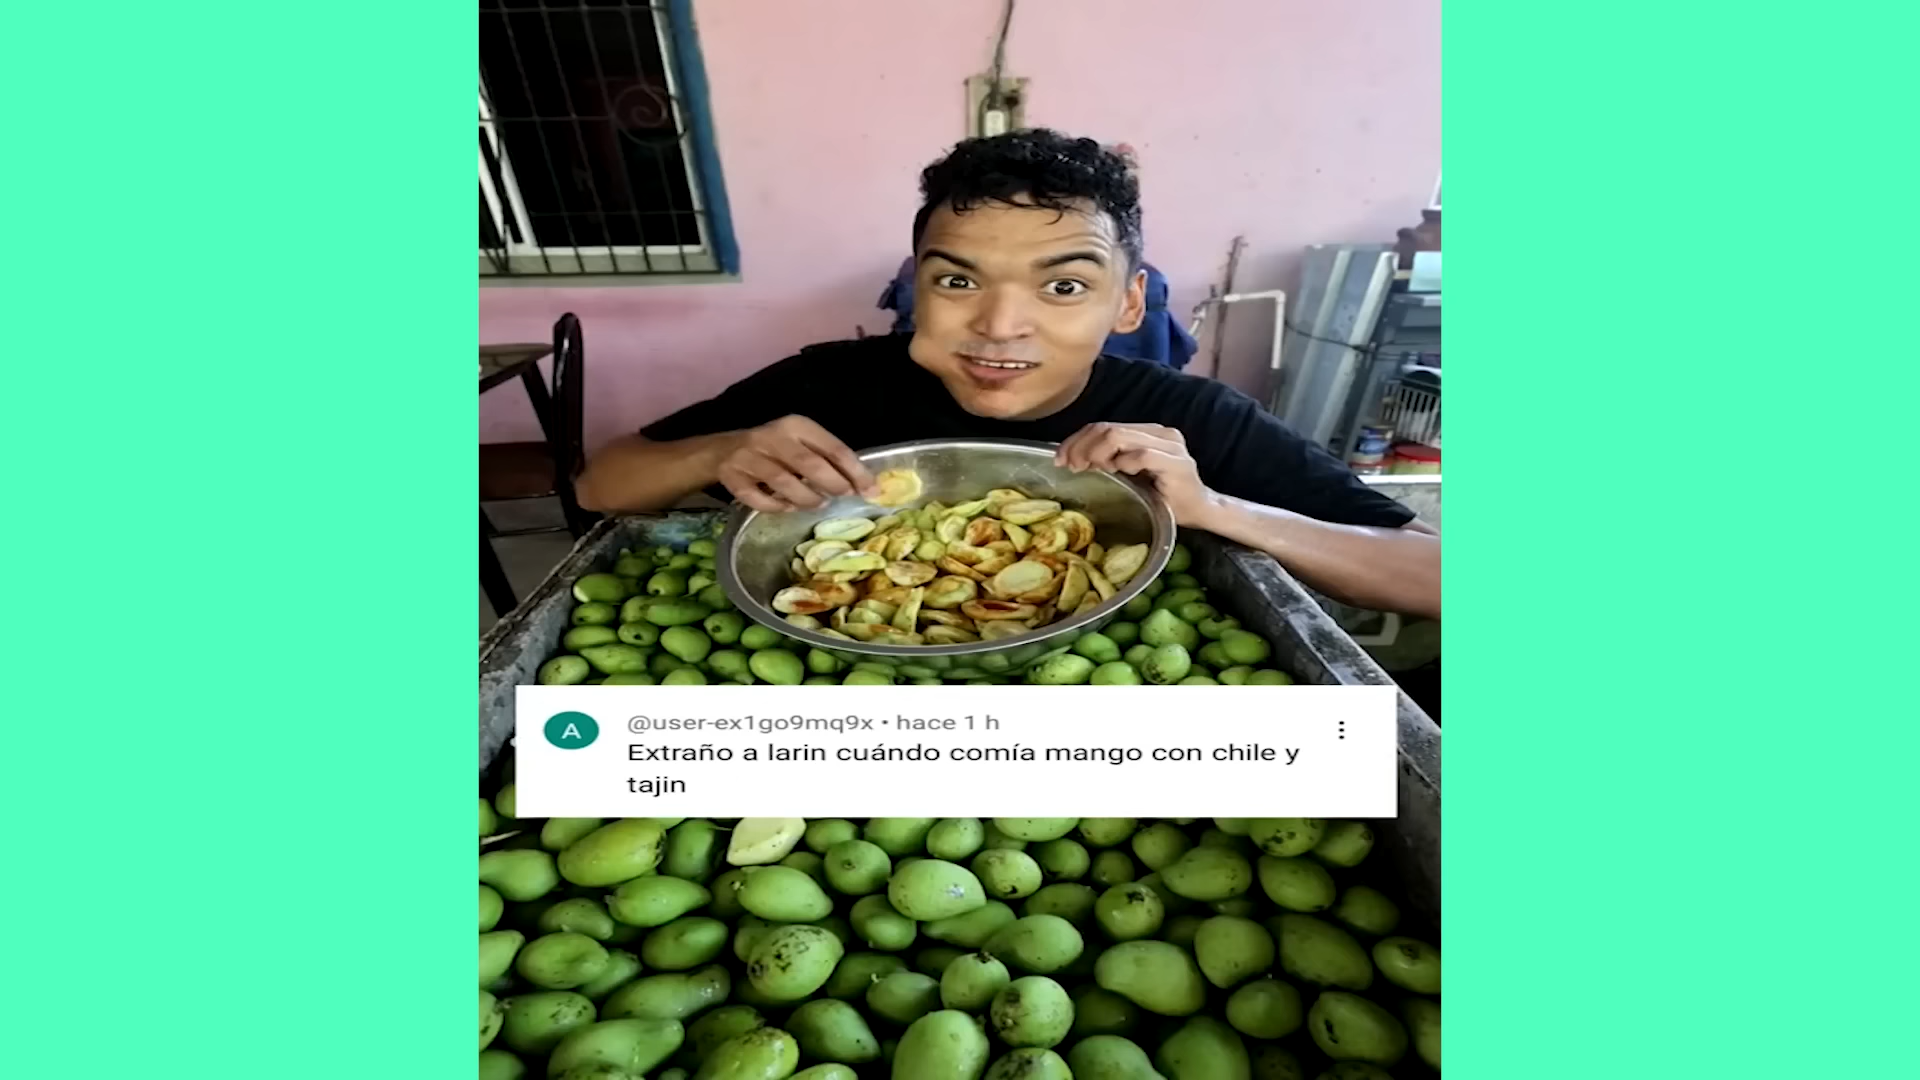 A
@user-ex1go9mq9x • hace 1 h
Extraño a larin cuándo comía mango con chile y
tajin